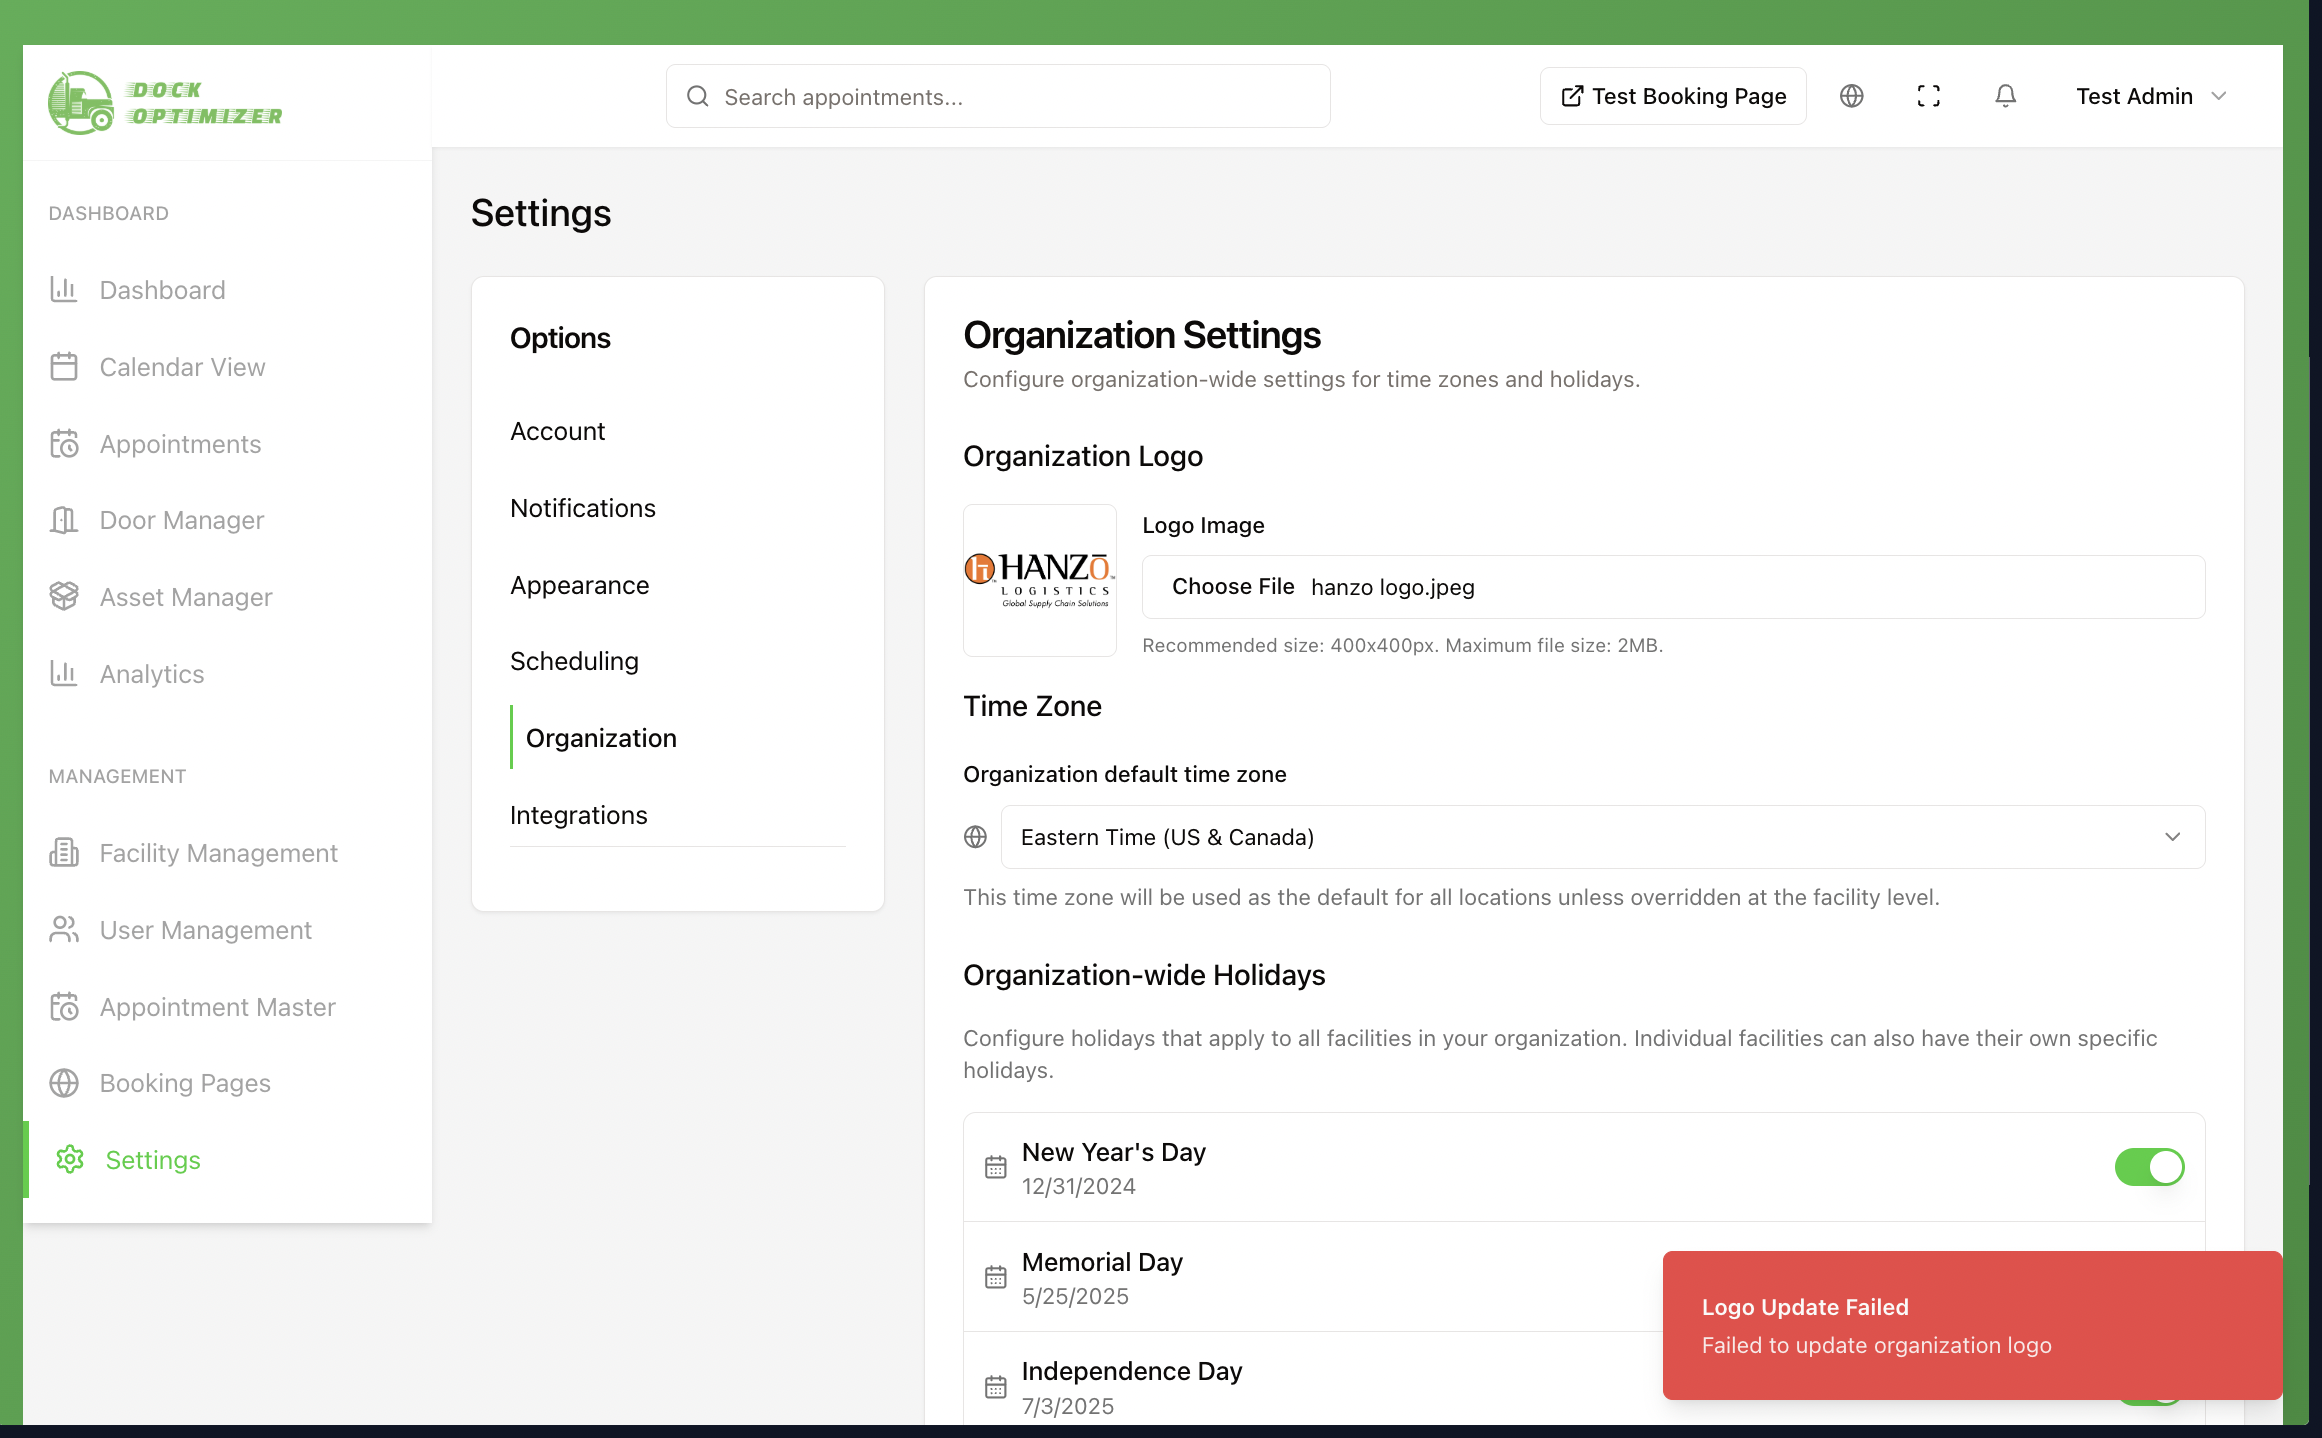 DOCK
OPTIMIZER
Search appointments...
Test Booking Page
Test Admin
DASHBOARD
Dashboard
Calendar View
Appointments
Door Manager
Asset Manager
Analytics
MANAGEMENT
Facility Management
User Management
Appointment Master
Booking Pages
Settings
Settings
Options
Account
Notifications
Appearance
Scheduling
Organization
Integrations
Organization Settings
Configure organization-wide settings for time zones and holidays.
Organization Logo
HANZŌ™
LOGISTICS
Global Supply Chain Solutions
Logo Image
Choose File hanzo logo.jpeg
Recommended size: 400x400px. Maximum file size: 2MB.
Time Zone
Organization default time zone
Eastern Time (US & Canada)
This time zone will be used as the default for all locations unless overridden at the facility level.
Organization-wide Holidays
Configure holidays that apply to all facilities in your organization. Individual facilities can also have their own specific
holidays.
New Year's Day
12/31/2024
Memorial Day
5/25/2025
Independence Day
7/3/2025
Logo Update Failed
Failed to update organization logo